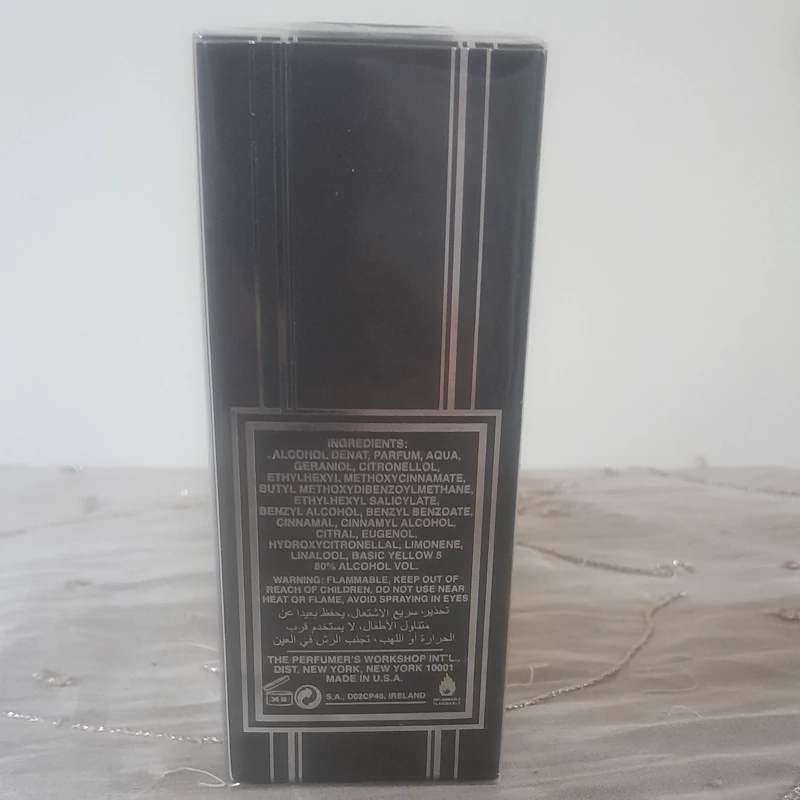 INGREDIENTS:
ALCOHOL DENAT, PARFUM, AQUA,
GERANIOL, CITRONELLOL,
ETHYLHEXYL METHOXYCINNAMATE,
BUTYL METHOXYDIBENZOYLMETHANE,
ETHYLHEXYL SALICYLATE,
BENZYL ALCOHOL, BENZYL BENZOATE,
CINNAMAL, CINNAMYL ALCOHOL,
CITRAL, EUGENOL,
HYDROXYCITRONELLAL, LIMONENE,
LINALOOL, BASIC YELLOW 5
80% ALCOHOL VOL.
WARNING: FLAMMABLE, KEEP OUT OF
REACH OF CHILDREN, DO NOT USE NEAR
HEAT OR FLAME, AVOID SPRAYING IN EYES
تحذير، سريع الاشتعال، يحفظ بعيدا عن
متناول الأطفال، لا يستخدم قرب
الحرارة أو اللهب، تجنب الرش في العين
THE PERFUMER'S WORKSHOP INT'L.,
DIST. NEW YORK, NEW YORK 10001
MADE IN U.S.A.
36 M
S.A., D02CP46, IRELAND
FLAMMABLE